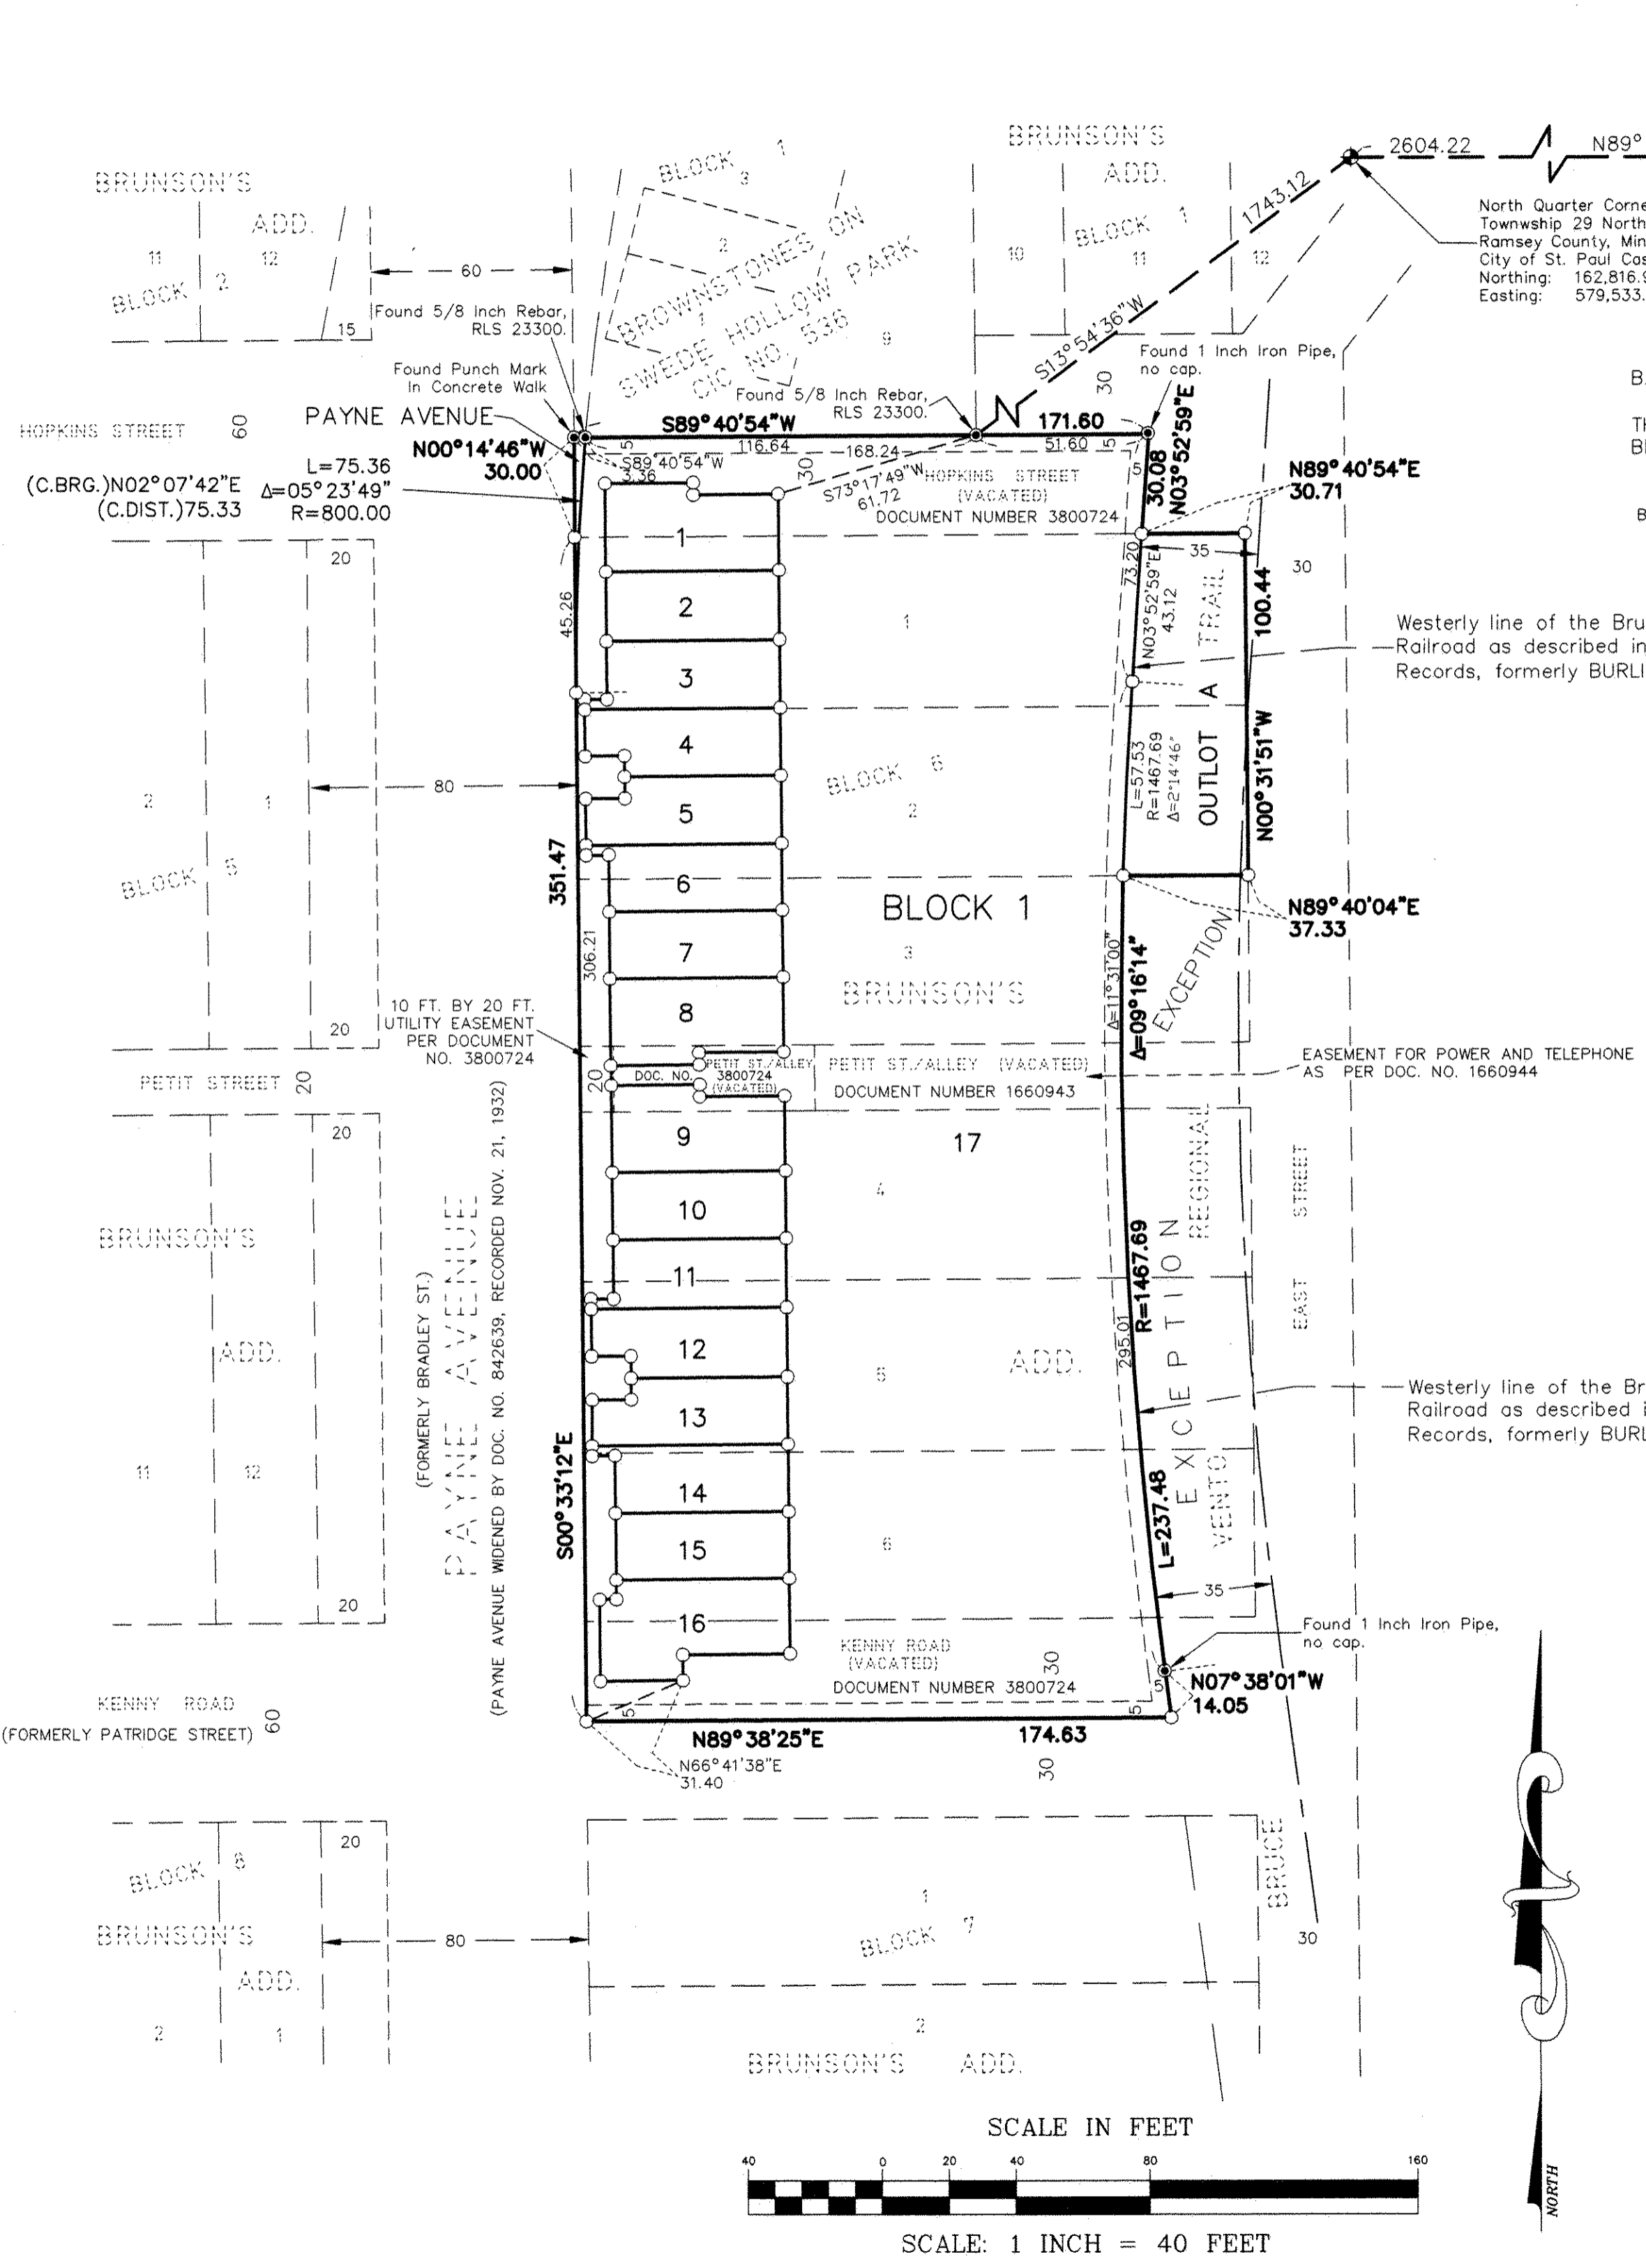 BRUNSON'S
ADD.
11
12
BLOCK 2
15
60
BLOCK 1
3
2
1
BROWNSTONES ON
SWEDE HOLLOW PARK
CIC NO. 536
9
BRUNSON'S
ADD.
BLOCK 1
10
11
12
2604.22
N89°
1743.12
S13°54'36"W
North Quarter Corne
Townwship 29 North
Ramsey County, Min
City of St. Paul Cas
Northing: 162,816.9
Easting: 579,533.
Found 5/8 Inch Rebar,
RLS 23300.
Found Punch Mark
In Concrete Walk
Found 5/8 Inch Rebar,
RLS 23300.
Found 1 Inch Iron Pipe,
no cap.
30
HOPKINS STREET
60
PAYNE AVENUE
N00°14'46"W
30.00
L=75.36
(C.BRG.)N02°07'42"E Δ=05°23'49"
(C.DIST.)75.33 R=800.00
S89°40'54"W
171.60
5
116.64
168.24
51.60
5
S89°40'54"W
3.36
30
S73°17'49"W
61.72
HOPKINS STREET
(VACATED)
DOCUMENT NUMBER 3800724
5
30.08
N03°52'59"E
N89°40'54"E
30.71
35
30
73.20
N03°52'59"E
43.12
TRAIL
100.44
Westerly line of the Bru
Railroad as described in
Records, formerly BURLI
OUTLOT A
N00°31'51"W
L=57.53
R=1467.69
Δ=2°14'46"
N89°40'04"E
37.33
20
45.26
1
2
3
4
5
6
7
8
1
BLOCK 6
2
BLOCK 1
3
BRUNSON'S
80
2
1
BLOCK 5
20
351.47
306.21
10 FT. BY 20 FT.
UTILITY EASEMENT
PER DOCUMENT
NO. 3800724
Δ=11°31'00"
Δ=09°16'14"
EXCEPTION
PETIT STREET
20
20
PETIT ST./ALLEY
DOC. NO. 3800724
(VACATED)
PETIT ST./ALLEY (VACATED)
DOCUMENT NUMBER 1660943
EASEMENT FOR POWER AND TELEPHONE
AS PER DOC. NO. 1660944
20
BRUNSON'S
ADD.
11
12
20
(FORMERLY BRADLEY ST.)
PAYNE AVENUE
(PAYNE AVENUE WIDENED BY DOC. NO. 842639, RECORDED NOV. 21, 1932)
S00°33'12"E
9
10
11
12
13
14
15
16
17
4
ADD.
5
6
295.01
R=1467.69
L=237.48
EXCEPTION
REGIONAL
VENTO
EAST STREET
Westerly line of the Br
Railroad as described i
Records, formerly BURL
35
Found 1 Inch Iron Pipe,
no cap.
KENNY ROAD
(VACATED)
30
DOCUMENT NUMBER 3800724
5
N07°38'01"W
14.05
KENNY ROAD
(FORMERLY PATRIDGE STREET)
60
5
5
N89°38'25"E
174.63
N66°41'38"E
31.40
30
20
BLOCK 8
BRUNSON'S
ADD.
2
1
80
1
BLOCK 7
2
BRUNSON'S ADD.
BRUCE
30
SCALE IN FEET
40 0 20 40 80 160
SCALE: 1 INCH = 40 FEET
NORTH